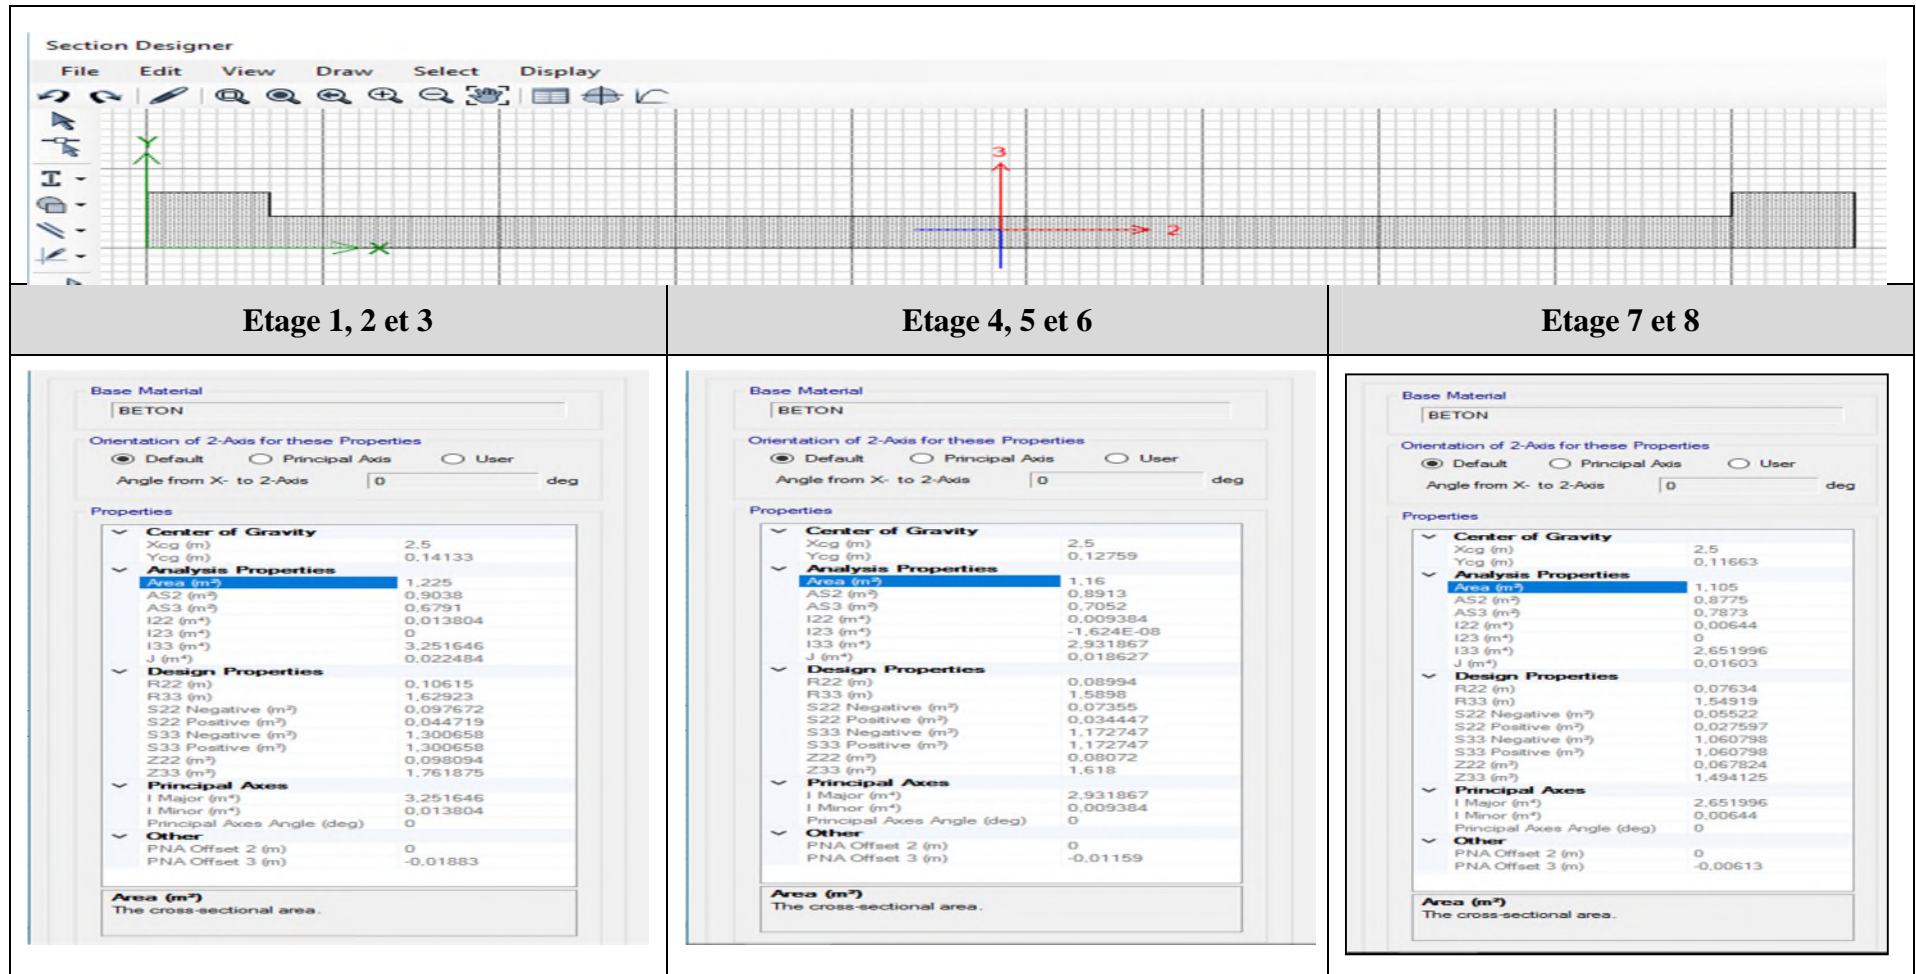 Section Designer
File Edit View Draw Select Display
Y
3
X
2
Etage 1, 2 et 3
Etage 4, 5 et 6
Etage 7 et 8
Base Material
BETON
Orientation of 2-Axis for these Properties
Default Principal Axis User
Angle from X- to 2-Axis 0 deg
Properties
Center of Gravity
Xcg (m) 2,5
Ycg (m) 0,14133
Analysis Properties
Area (m²) 1,225
AS2 (m²) 0,9038
AS3 (m²) 0,6791
I22 (m⁴) 0,013804
I23 (m⁴) 0
I33 (m⁴) 3,251646
J (m⁴) 0,022484
Design Properties
R22 (m) 0,10615
R33 (m) 1,62923
S22 Negative (m³) 0,097672
S22 Positive (m³) 0,044719
S33 Negative (m³) 1,300658
S33 Positive (m³) 1,300658
Z22 (m³) 0,098094
Z33 (m³) 1,761875
Principal Axes
I Major (m⁴) 3,251646
I Minor (m⁴) 0,013804
Principal Axes Angle (deg) 0
Other
PNA Offset 2 (m) 0
PNA Offset 3 (m) -0,01883
Area (m²)
The cross-sectional area.
Base Material
BETON
Orientation of 2-Axis for these Properties
Default Principal Axis User
Angle from X- to 2-Axis 0 deg
Properties
Center of Gravity
Xcg (m) 2,5
Ycg (m) 0,12759
Analysis Properties
Area (m²) 1,16
AS2 (m²) 0,8913
AS3 (m²) 0,7052
I22 (m⁴) 0,009384
I23 (m⁴) -1,624E-08
I33 (m⁴) 2,931867
J (m⁴) 0,018627
Design Properties
R22 (m) 0,08994
R33 (m) 1,5898
S22 Negative (m³) 0,07355
S22 Positive (m³) 0,034447
S33 Negative (m³) 1,172747
S33 Positive (m³) 1,172747
Z22 (m³) 0,08072
Z33 (m³) 1,618
Principal Axes
I Major (m⁴) 2,931867
I Minor (m⁴) 0,009384
Principal Axes Angle (deg) 0
Other
PNA Offset 2 (m) 0
PNA Offset 3 (m) -0,01159
Area (m²)
The cross-sectional area.
Base Material
BETON
Orientation of 2-Axis for these Properties
Default Principal Axis User
Angle from X- to 2-Axis 0 deg
Properties
Center of Gravity
Xcg (m) 2,5
Ycg (m) 0,11663
Analysis Properties
Area (m²) 1,105
AS2 (m²) 0,8775
AS3 (m²) 0,7873
I22 (m⁴) 0,00644
I23 (m⁴) 0
I33 (m⁴) 2,651996
J (m⁴) 0,01603
Design Properties
R22 (m) 0,07634
R33 (m) 1,54919
S22 Negative (m³) 0,05522
S22 Positive (m³) 0,027597
S33 Negative (m³) 1,060798
S33 Positive (m³) 1,060798
Z22 (m³) 0,067824
Z33 (m³) 1,494125
Principal Axes
I Major (m⁴) 2,651996
I Minor (m⁴) 0,00644
Principal Axes Angle (deg) 0
Other
PNA Offset 2 (m) 0
PNA Offset 3 (m) -0,00613
Area (m²)
The cross-sectional area.